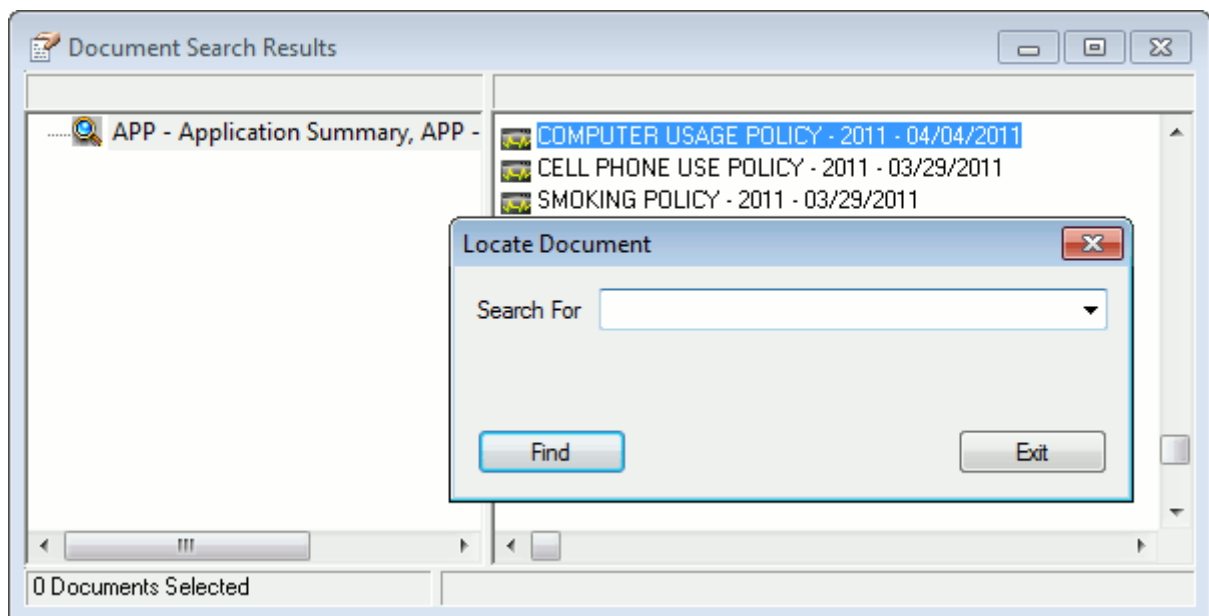 Document Search Results
APP - Application Summary, APP -
COMPUTER USAGE POLICY - 2011 - 04/04/2011
CELL PHONE USE POLICY - 2011 - 03/29/2011
SMOKING POLICY - 2011 - 03/29/2011
Locate Document
Search For
Find
Exit
0 Documents Selected